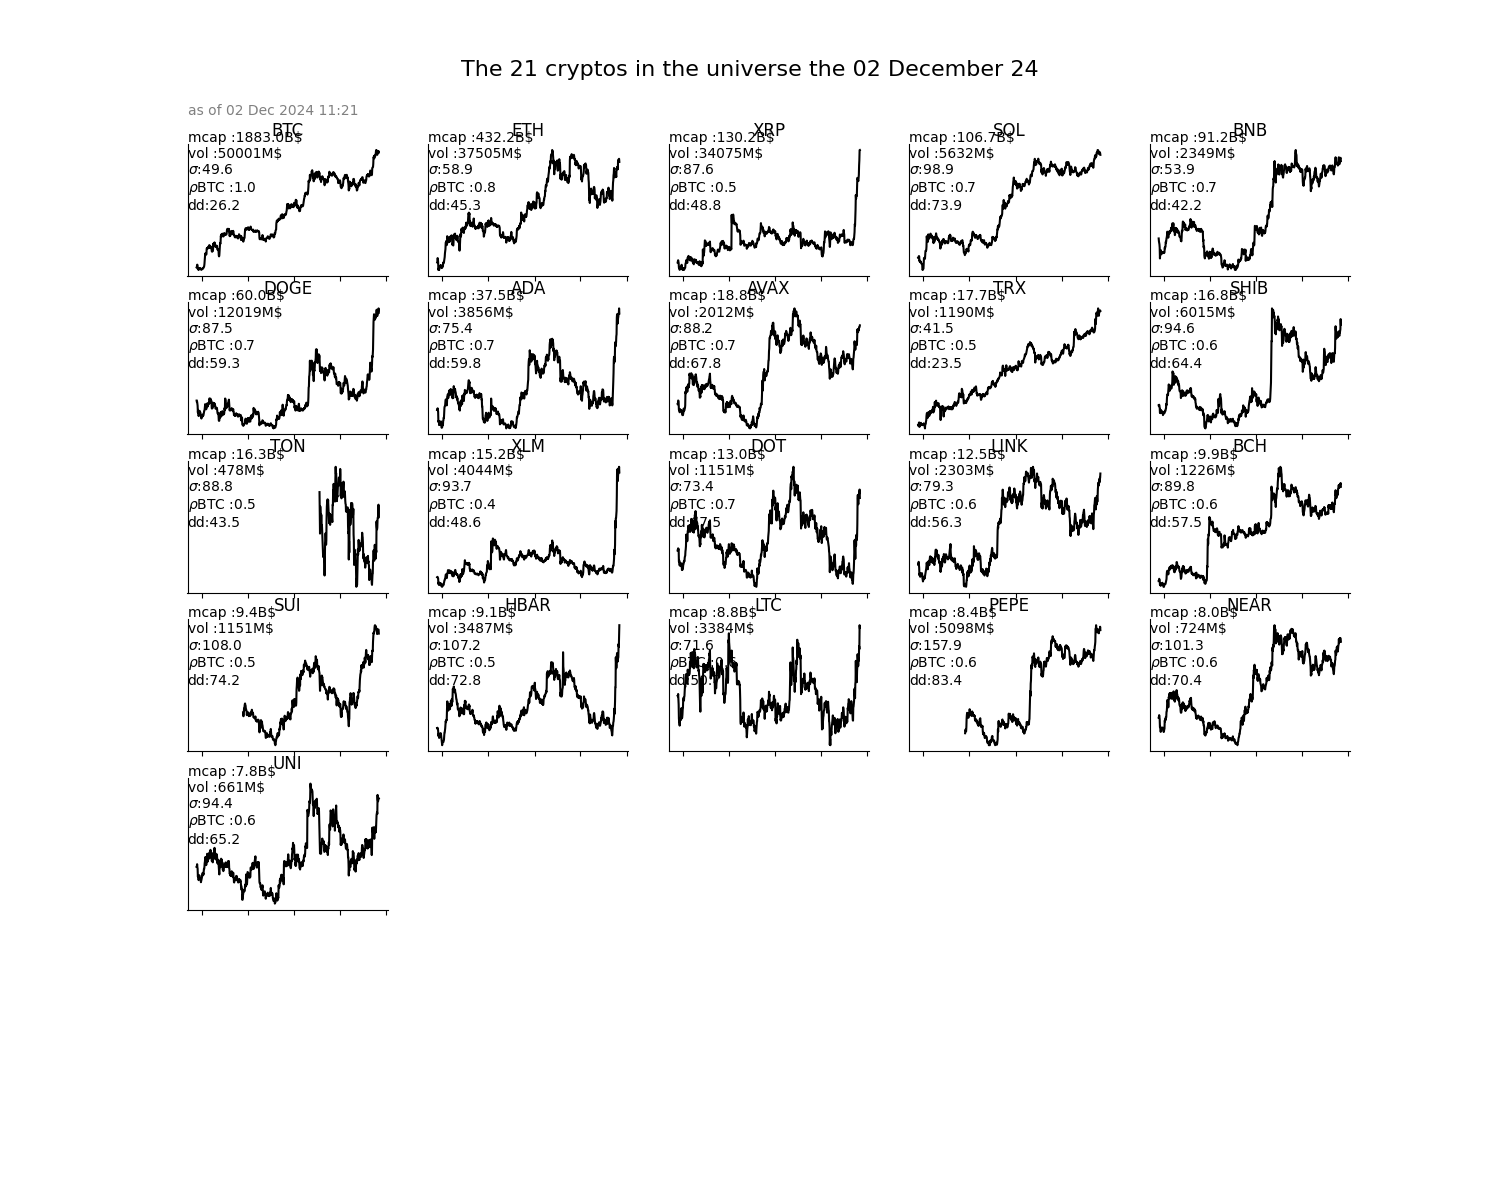 The 21 cryptos in the universe the 02 December 24
as of 02 Dec 2024 11:21
BTC
mcap :1883.0B$
vol :50001M$
σ:49.6
ρBTC :1.0
dd:26.2
ETH
mcap :432.2B$
vol :37505M$
σ:58.9
ρBTC :0.8
dd:45.3
XRP
mcap :130.2B$
vol :34075M$
σ:87.6
ρBTC :0.5
dd:48.8
SOL
mcap :106.7B$
vol :5632M$
σ:98.9
ρBTC :0.7
dd:73.9
BNB
mcap :91.2B$
vol :2349M$
σ:53.9
ρBTC :0.7
dd:42.2
DOGE
mcap :60.0B$
vol :12019M$
σ:87.5
ρBTC :0.7
dd:59.3
ADA
mcap :37.5B$
vol :3856M$
σ:75.4
ρBTC :0.7
dd:59.8
AVAX
mcap :18.8B$
vol :2012M$
σ:88.2
ρBTC :0.7
dd:67.8
TRX
mcap :17.7B$
vol :1190M$
σ:41.5
ρBTC :0.5
dd:23.5
SHIB
mcap :16.8B$
vol :6015M$
σ:94.6
ρBTC :0.6
dd:64.4
TON
mcap :16.3B$
vol :478M$
σ:88.8
ρBTC :0.5
dd:43.5
XLM
mcap :15.2B$
vol :4044M$
σ:93.7
ρBTC :0.4
dd:48.6
DOT
mcap :13.0B$
vol :1151M$
σ:73.4
ρBTC :0.7
LINK
mcap :12.5B$
vol :2303M$
σ:79.3
ρBTC :0.6
dd:56.3
BCH
mcap :9.9B$
vol :1226M$
σ:89.8
ρBTC :0.6
dd:57.5
SUI
mcap :9.4B$
vol :1151M$
σ:108.0
ρBTC :0.5
dd:74.2
HBAR
mcap :9.1B$
vol :3487M$
σ:107.2
ρBTC :0.5
dd:72.8
LTC
mcap :8.8B$
vol :3384M$
σ:71.6
PEPE
mcap :8.4B$
vol :5098M$
σ:157.9
ρBTC :0.6
dd:83.4
NEAR
mcap :8.0B$
vol :724M$
σ:101.3
ρBTC :0.6
dd:70.4
UNI
mcap :7.8B$
vol :661M$
σ:94.4
ρBTC :0.6
dd:65.2